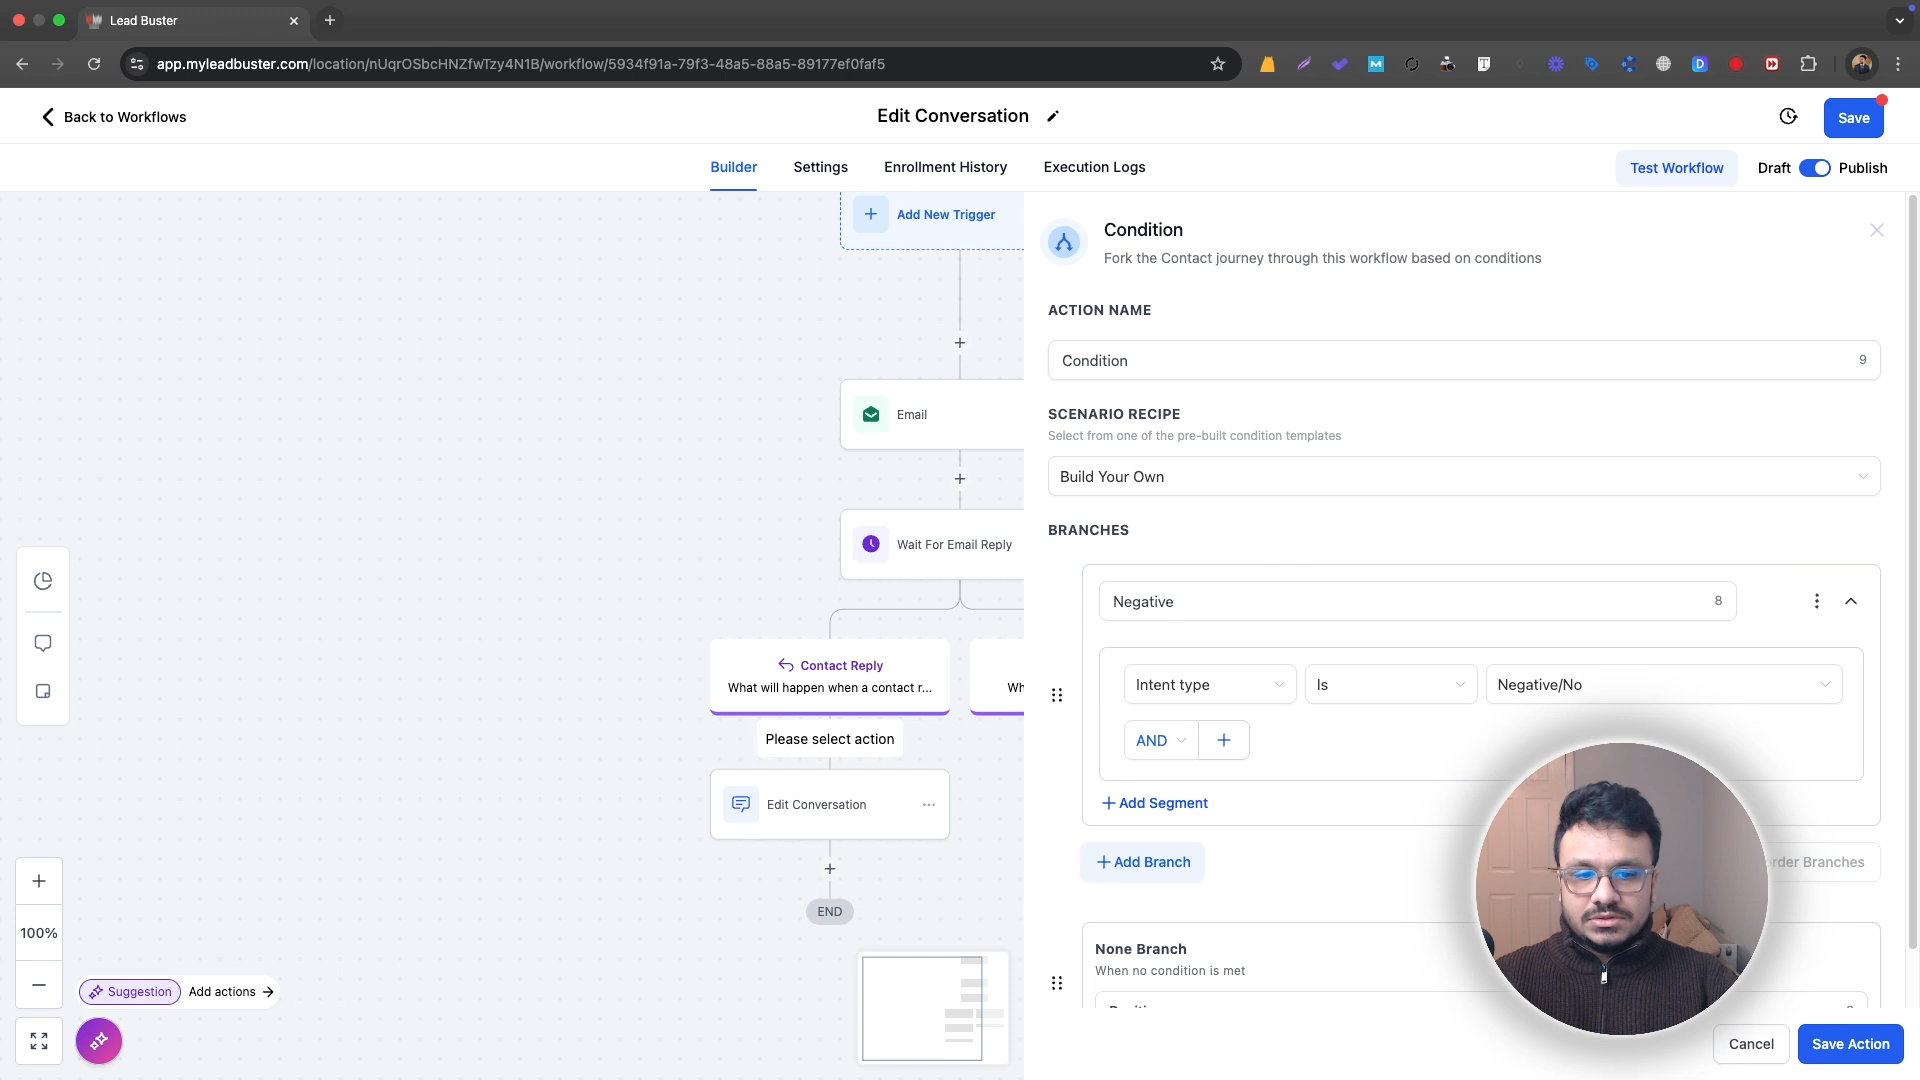 Lead Buster
app.myleadbuster.com/location/nUqrOSbcHNZfwTzy4N1B/workflow/5934f91a-79f3-48a5-88a5-89177ef0faf5
Back to Workflows
Edit Conversation
Save
Builder
Settings
Enrollment History
Execution Logs
Test Workflow
Draft
Publish
Add New Trigger
Email
Wait For Email Reply
Contact Reply
What will happen when a contact r...
Wh
Please select action
Edit Conversation
END
100%
Suggestion
Add actions
Condition
Fork the Contact journey through this workflow based on conditions
ACTION NAME
Condition
9
SCENARIO RECIPE
Select from one of the pre-built condition templates
Build Your Own
BRANCHES
Negative
8
Intent type
Is
Negative/No
AND
Add Segment
Add Branch
rder Branches
None Branch
When no condition is met
Cancel
Save Action